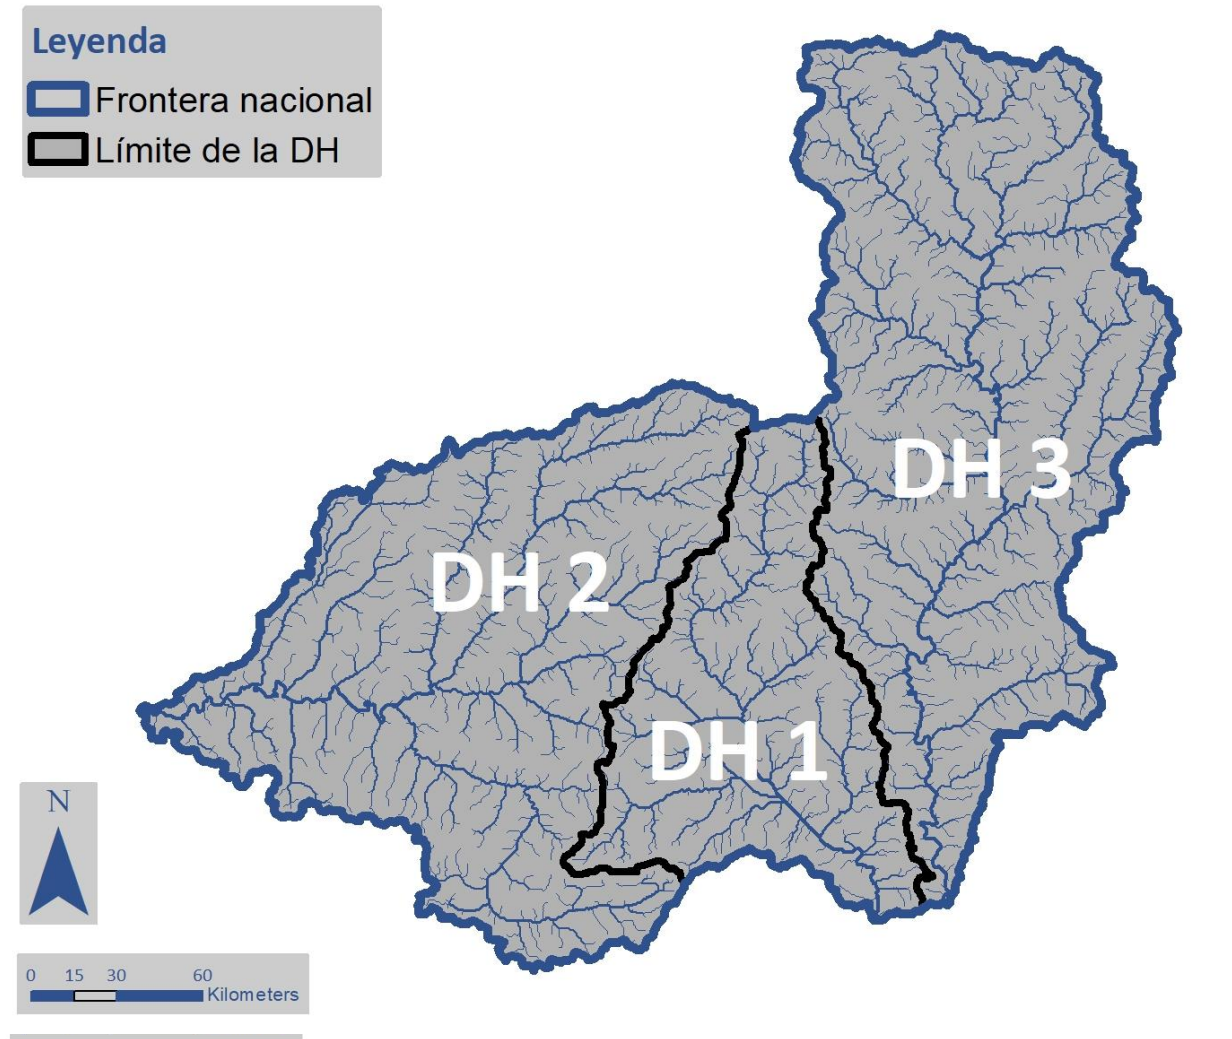 Leyenda
Frontera nacional
Límite de la DH
DH 3
DH 2
DH 1
N
0 15 30 60
Kilometers